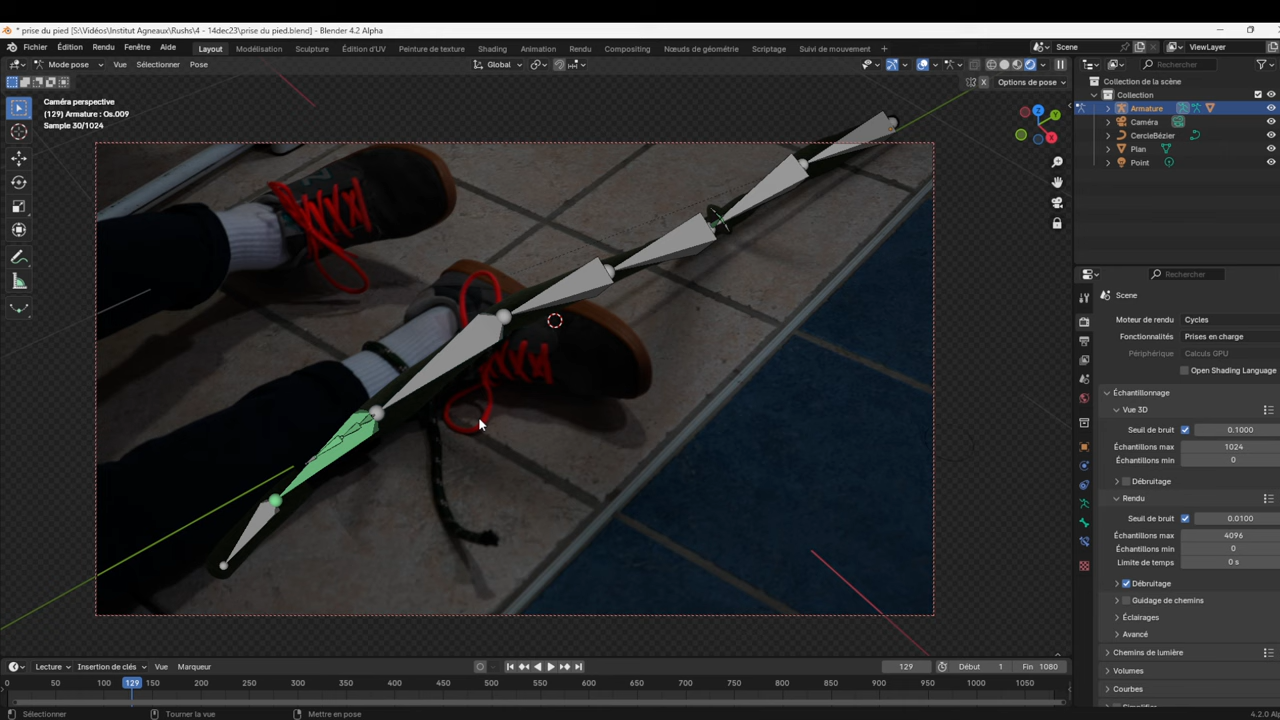 * prise du pied [S:\Vidéos\Institut Agneaux\Rushs\4 - 14dec23\prise du pied.blend] - Blender 4.2 Alpha
Fichier Édition Rendu Fenêtre Aide Layout Modélisation Sculpture Édition d'UV Peinture de texture Shading Animation Rendu Compositing Nœuds de géométrie Scriptage Suivi de mouvement + Scene ViewLayer
Mode pose Vue Sélectionner Pose Global Rechercher
X Options de pose
Collection de la scène
Collection
Caméra perspective
(129) Armature : Os.009
Sample 30/1024
Armature
Caméra
CercleBézier
Plan
Point
Z
Y
X
Rechercher
Scene
Moteur de rendu Cycles
Fonctionnalités Prises en charge
Périphérique Calculs GPU
Open Shading Language
Échantillonnage
Vue 3D
Seuil de bruit 0.1000
Échantillons max 1024
Échantillons min 0
Débruitage
Rendu
Seuil de bruit 0.0100
Échantillons max 4096
Échantillons min 0
Limite de temps 0 s
Débruitage
Guidage de chemins
Éclairages
Avancé
Chemins de lumière
Volumes
Courbes
Lecture Insertion de clés Vue Marqueur 129 Début 1 Fin 1080
0 50 100 129 150 200 250 300 350 400 450 500 550 600 650 700 750 800 850 900 950 1000 1050
Sélectionner Tourner la vue Mettre en pose